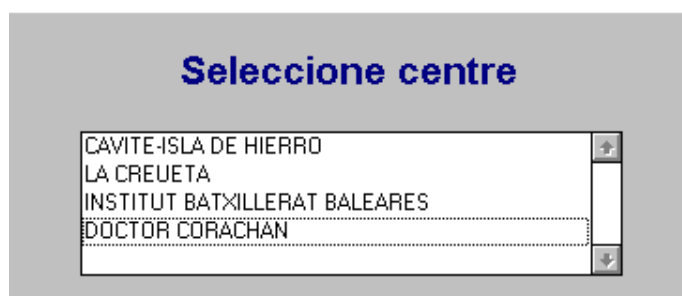 Seleccione centre
CAVITE-ISLA DE HIERRO
LA CREUETA
INSTITUT BATXILLERAT BALEARES
DOCTOR CORACHAN